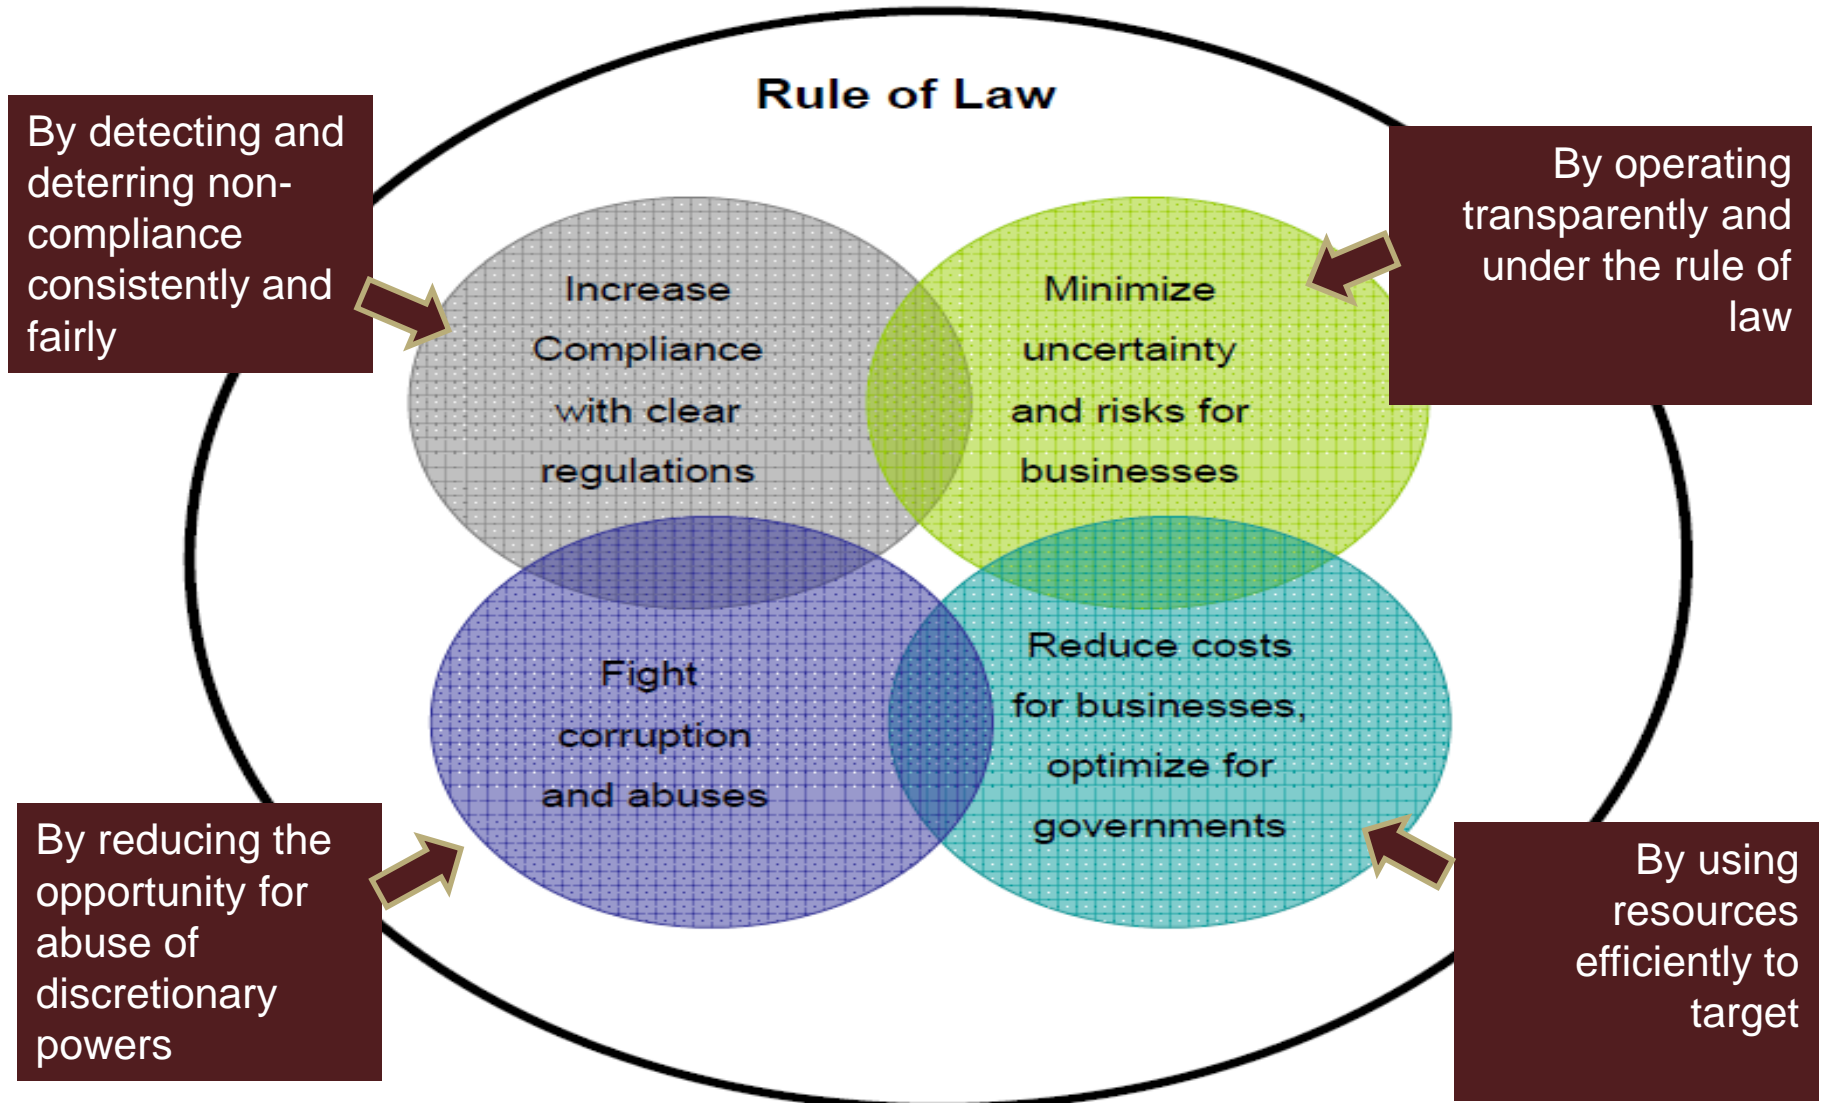 Rule of Law
By detecting and
deterring non-
compliance
consistently and
fairly
By operating
transparently and
under the rule of
law
Increase
Compliance
with clear
regulations
Minimize
uncertainty
and risks for
businesses
Fight
corruption
and abuses
Reduce costs
for businesses,
optimize for
governments
By reducing the
opportunity for
abuse of
discretionary
powers
By using
resources
efficiently to
target